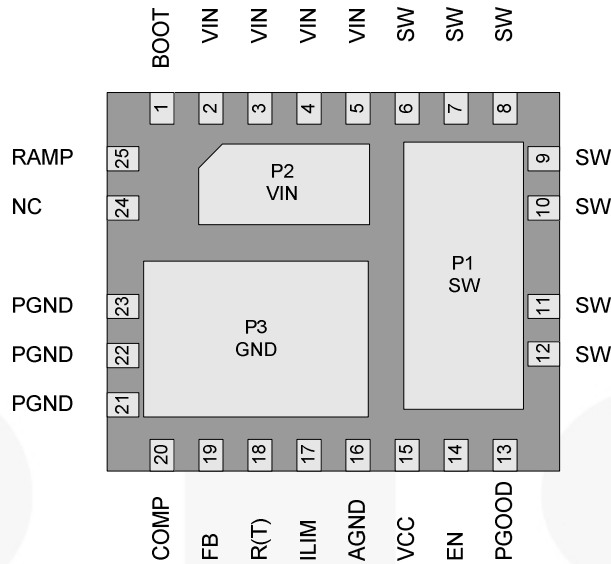 BOOT
VIN
VIN
VIN
VIN
SW
SW
SW
1
2
3
4
5
6
7
8
RAMP
25
P2
VIN
9
SW
NC
24
10
SW
P1
SW
PGND
23
P3
GND
11
SW
PGND
22
12
SW
PGND
21
20
19
18
17
16
15
14
13
COMP
FB
R(T)
ILIM
AGND
VCC
EN
PGOOD